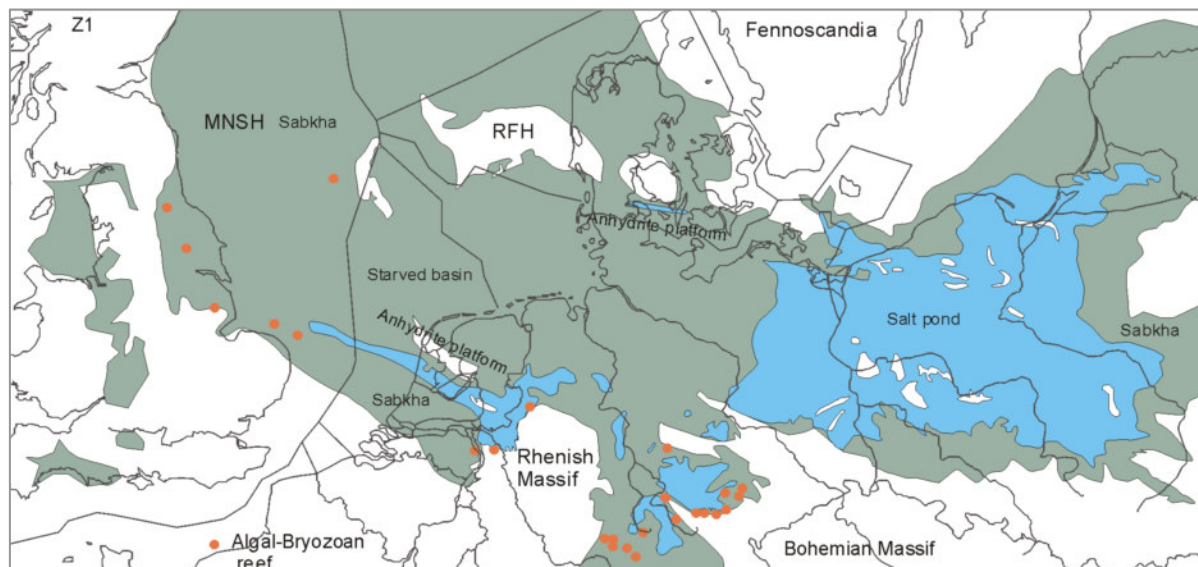 Z1
Fennoscandia
MNSH Sabkha
RFH
Anhydrite platform
Starved basin
Salt pond
Anhydrite platform
Sabkha
Sabkha
Rhenish
Massif
Algal-Bryozoan
reef
Bohemian Massif